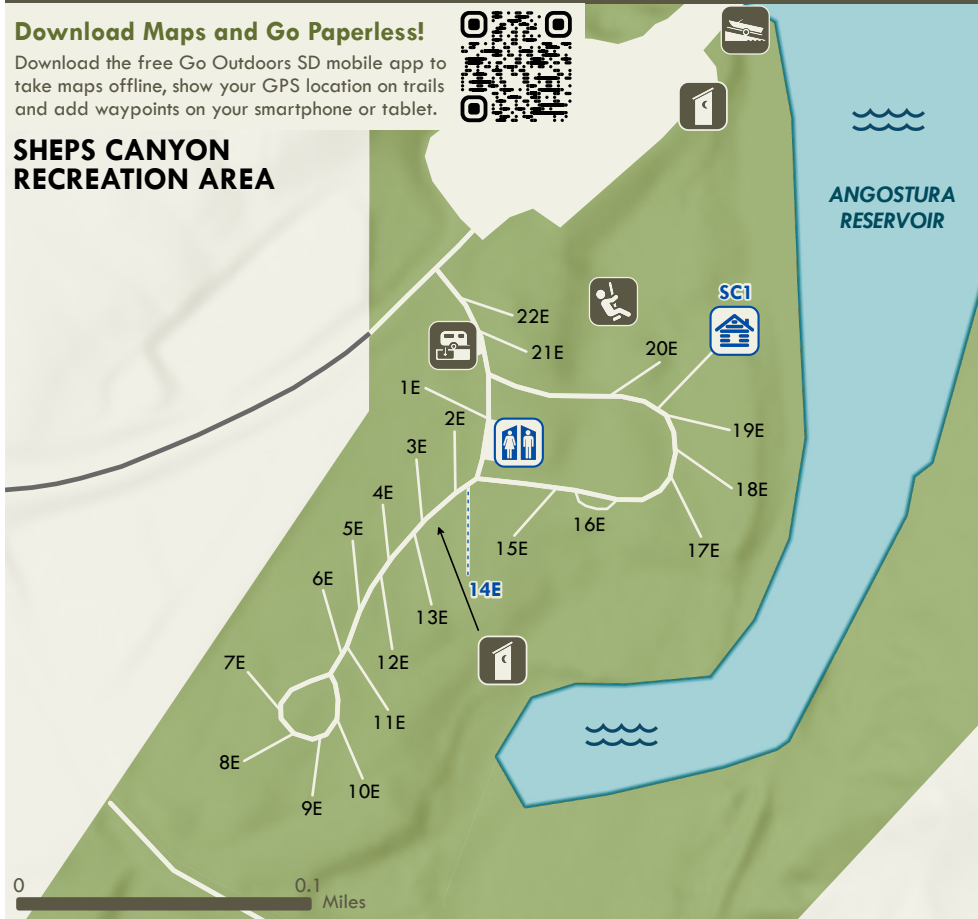 Download Maps and Go Paperless!
Download the free Go Outdoors SD mobile app to
take maps offline, show your GPS location on trails
and add waypoints on your smartphone or tablet.
SHEPS CANYON
RECREATION AREA
ANGOSTURA
RESERVOIR
SC1
22E
21E
20E
1E
2E
19E
3E
4E
18E
5E
16E
15E
17E
6E
14E
13E
7E
12E
11E
8E
10E
9E
0
0.1
Miles